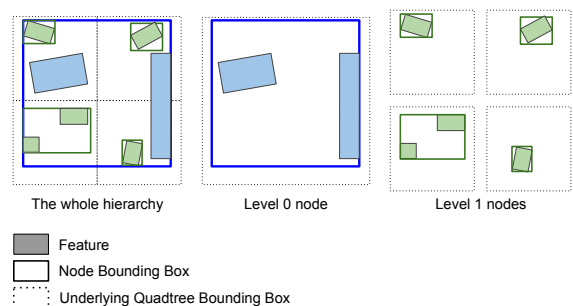 The whole hierarchy
Level 0 node
Level 1 nodes
Feature
Node Bounding Box
Underlying Quadtree Bounding Box